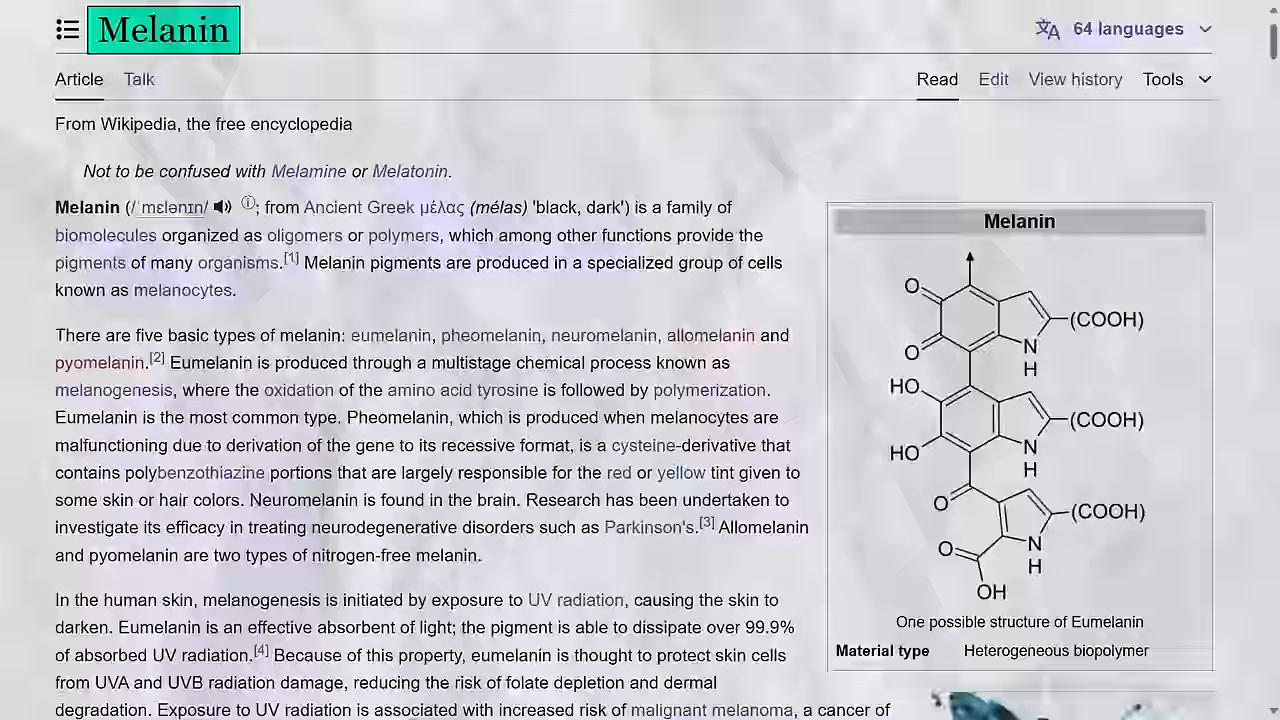 Melanin
64 languages
Article Talk Read Edit View history Tools
From Wikipedia, the free encyclopedia
Not to be confused with Melamine or Melatonin.
Melanin (/ˈmɛlənɪn/ ⓘ; from Ancient Greek μέλας (mélas) 'black, dark') is a family of
biomolecules organized as oligomers or polymers, which among other functions provide the
pigments of many organisms.[1] Melanin pigments are produced in a specialized group of cells
known as melanocytes.
There are five basic types of melanin: eumelanin, pheomelanin, neuromelanin, allomelanin and
pyomelanin.[2] Eumelanin is produced through a multistage chemical process known as
melanogenesis, where the oxidation of the amino acid tyrosine is followed by polymerization.
Eumelanin is the most common type. Pheomelanin, which is produced when melanocytes are
malfunctioning due to derivation of the gene to its recessive format, is a cysteine-derivative that
contains polybenzothiazine portions that are largely responsible for the red or yellow tint given to
some skin or hair colors. Neuromelanin is found in the brain. Research has been undertaken to
investigate its efficacy in treating neurodegenerative disorders such as Parkinson's.[3] Allomelanin
and pyomelanin are two types of nitrogen-free melanin.
In the human skin, melanogenesis is initiated by exposure to UV radiation, causing the skin to
darken. Eumelanin is an effective absorbent of light; the pigment is able to dissipate over 99.9%
of absorbed UV radiation.[4] Because of this property, eumelanin is thought to protect skin cells
from UVA and UVB radiation damage, reducing the risk of folate depletion and dermal
degradation. Exposure to UV radiation is associated with increased risk of malignant melanoma, a cancer of
Melanin
O
(COOH)
O
N
H
HO
(COOH)
HO
N
H
O
(COOH)
O
N
H
OH
One possible structure of Eumelanin
Material type Heterogeneous biopolymer